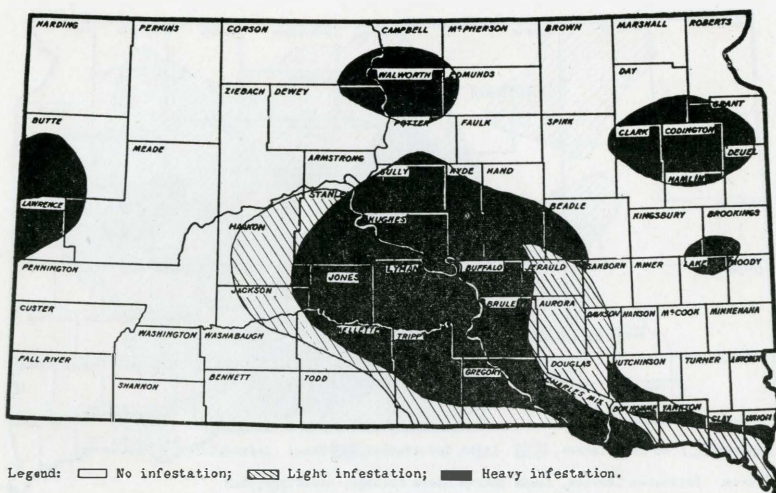 HARDING PERKINS CORSON CAMPBELL McPHERSON BROWN MARSHALL ROBERTS
WALWORTH EDMUNDS DAY
ZIEBACH DEWEY GRANT
BUTTE POTTER FAULK SPINK CLARK CODINGTON
MEADE DEUEL
ARMSTRONG
SULLY HYDE HAND HAMLIN
LAWRENCE STANLEY BEADLE
HUGHES KINGSBURY BROOKINGS
HAAKON
PENNINGTON JONES LYMAN BUFFALO JERAULD SANBORN MINER LAKE MOODY
JACKSON
CUSTER BRULE AURORA DAVISON HANSON McCOOK MINNEHAHA
WASHINGTON WASHABAUGH MELLETTE TRIPP
FALL RIVER DOUGLAS HUTCHINSON TURNER LINCOLN
SHANNON BENNETT TODD GREGORY
CHARLES MIX
BON HOMME YANKTON
CLAY UNION
Legend: No infestation; Light infestation; Heavy infestation.